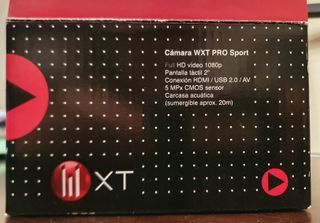 Cámara WXT PRO Sport
Full HD video 1080p
Pantalla táctil 2"
Conexión HDMI / USB 2.0 / AV
5 MPx CMOS sensor
Carcasa acuática
(sumergible aprox. 20m)
XT